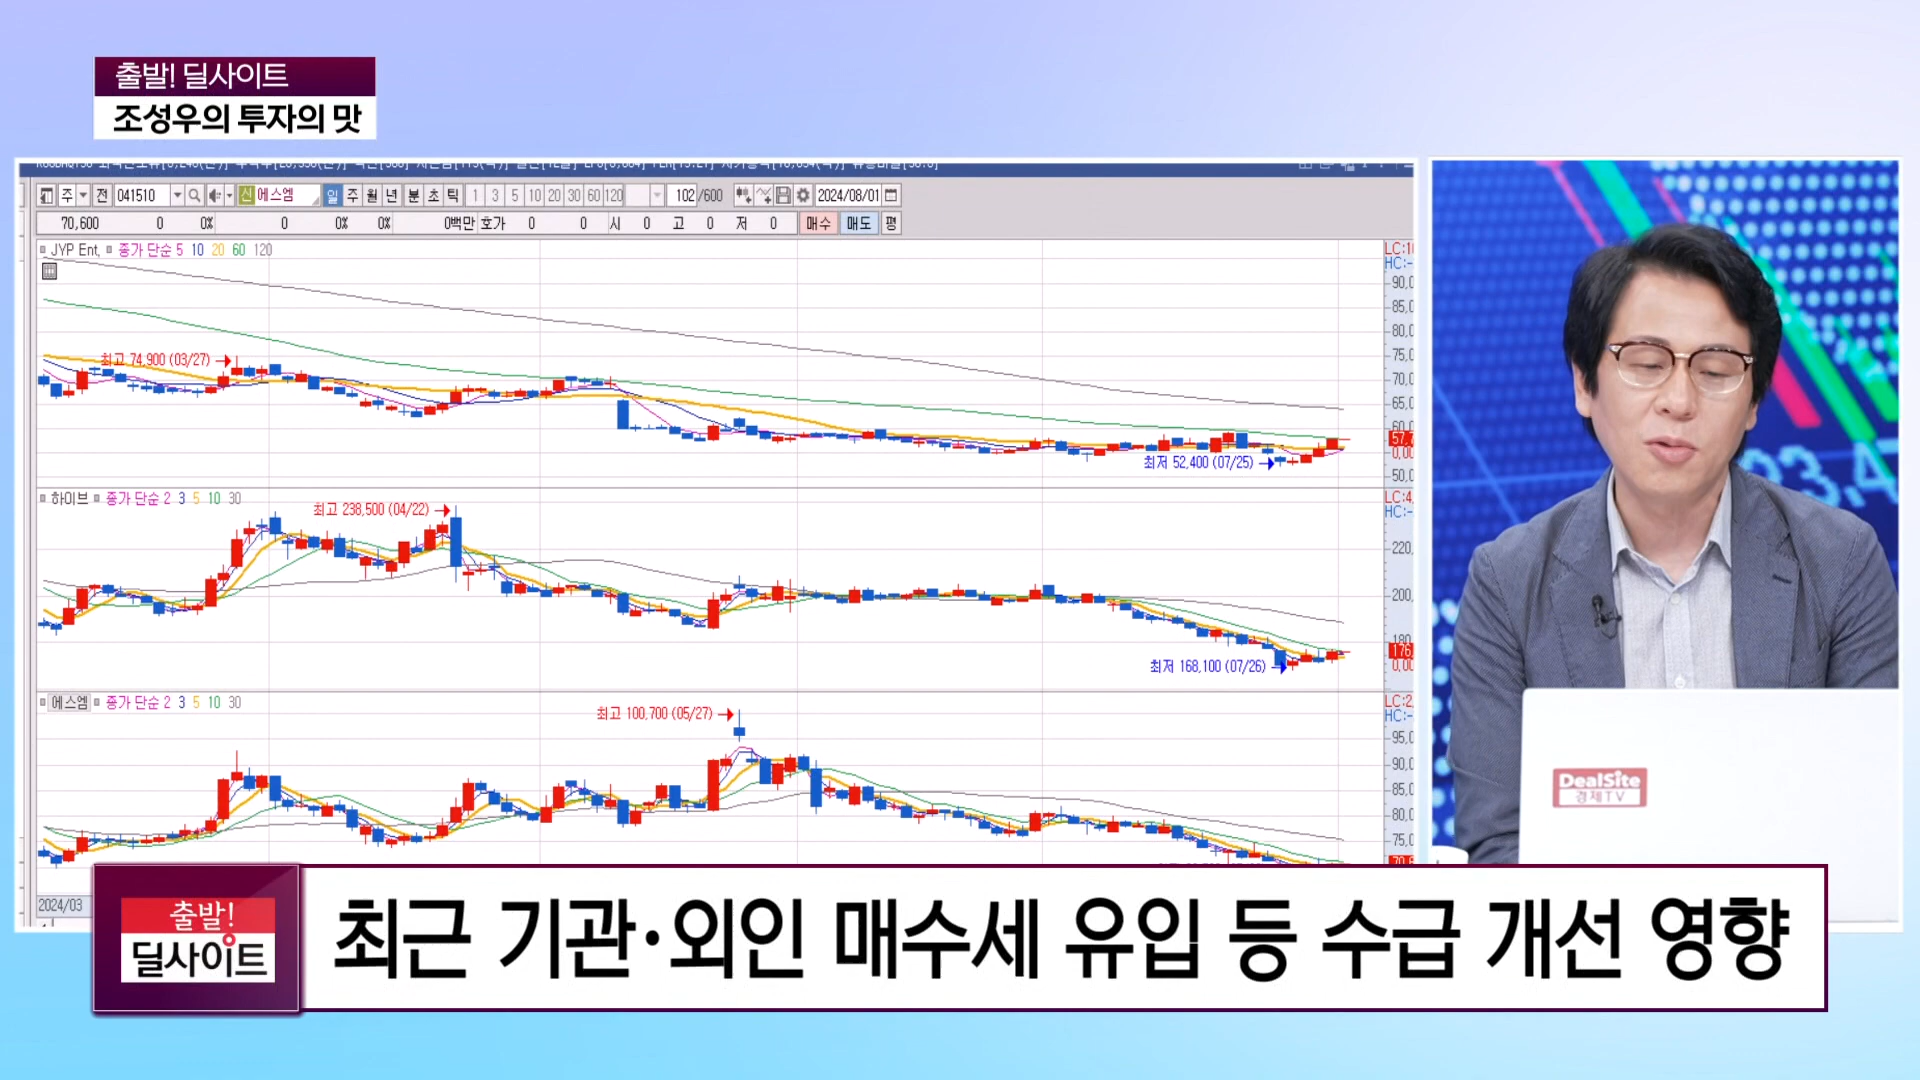 출발! 딜사이트
조성우의 투자의 맛
주 전 041510 신 에스엠 일 주 월 년 분 초 틱 1 3 5 10 20 30 60 120 102 /600 2024/08/01
70,600 0 0% 0 0% 0% 0백만 호가 0 0 시 0 고 0 저 0 매수 매도 평
JYP Ent, 종가 단순 5 10 20 60 120
최고 74,900 (03/27)
최저 52,400 (07/25)
하이브 종가 단순 2 3 5 10 30
최고 238,500 (04/22)
최저 168,100 (07/26)
에스엠 종가 단순 2 3 5 10 30
최고 100,700 (05/27)
2024/03
DealSite
경제TV
출발!
딜사이트
최근 기관·외인 매수세 유입 등 수급 개선 영향